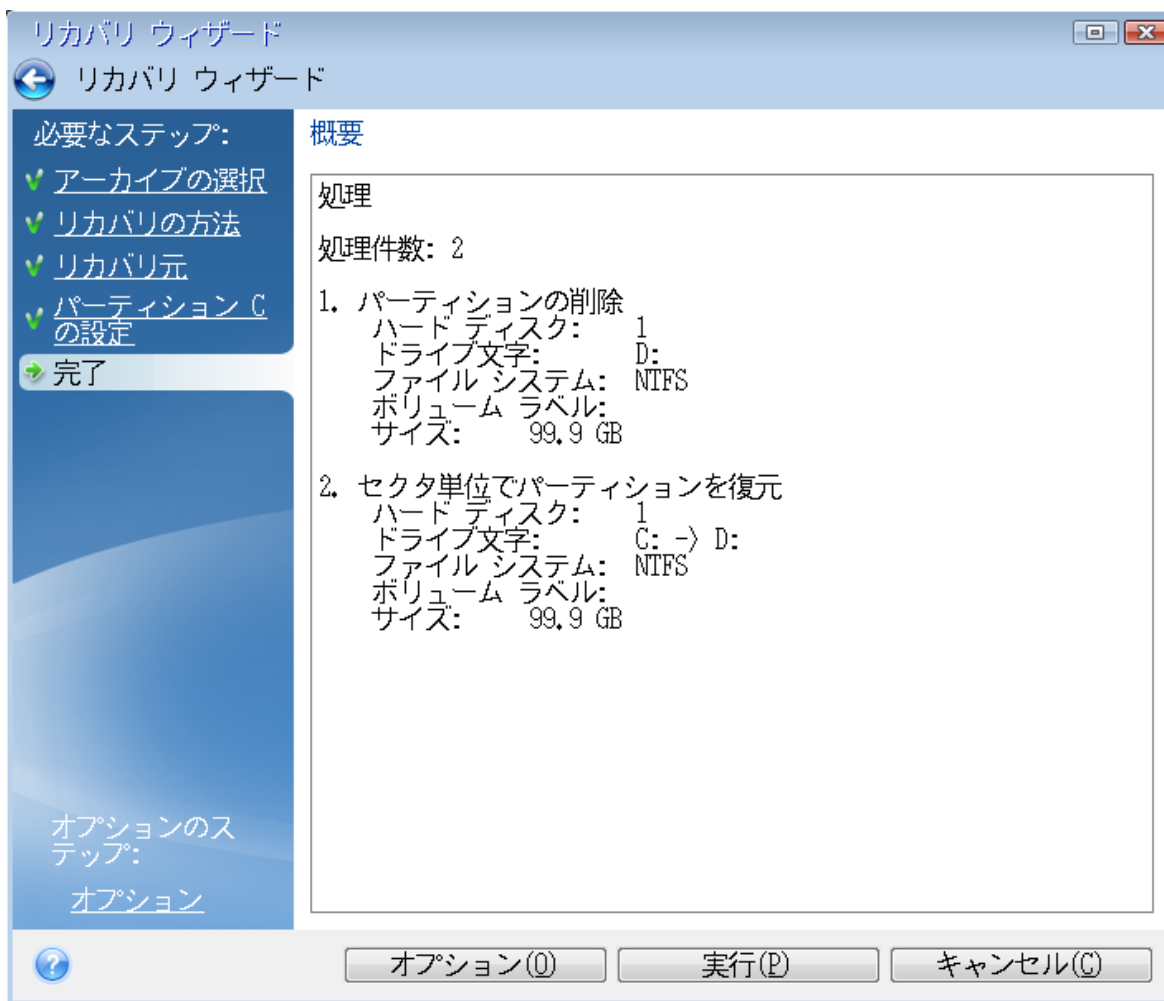 リカバリ ウィザード
リカバリ ウィザード
必要なステップ:
アーカイブの選択
リカバリの方法
リカバリ元
パーティション C
の設定
完了
オプションのス
テップ:
オプション
概要
処理
処理件数: 2
1. パーティションの削除
ハード ディスク: 1
ドライブ文字: D:
ファイル システム: NTFS
ボリューム ラベル:
サイズ: 99.9 GB
2. セクタ単位でパーティションを復元
ハード ディスク: 1
ドライブ文字: C: -> D:
ファイル システム: NTFS
ボリューム ラベル:
サイズ: 99.9 GB
オプション(O) 実行(P) キャンセル(C)